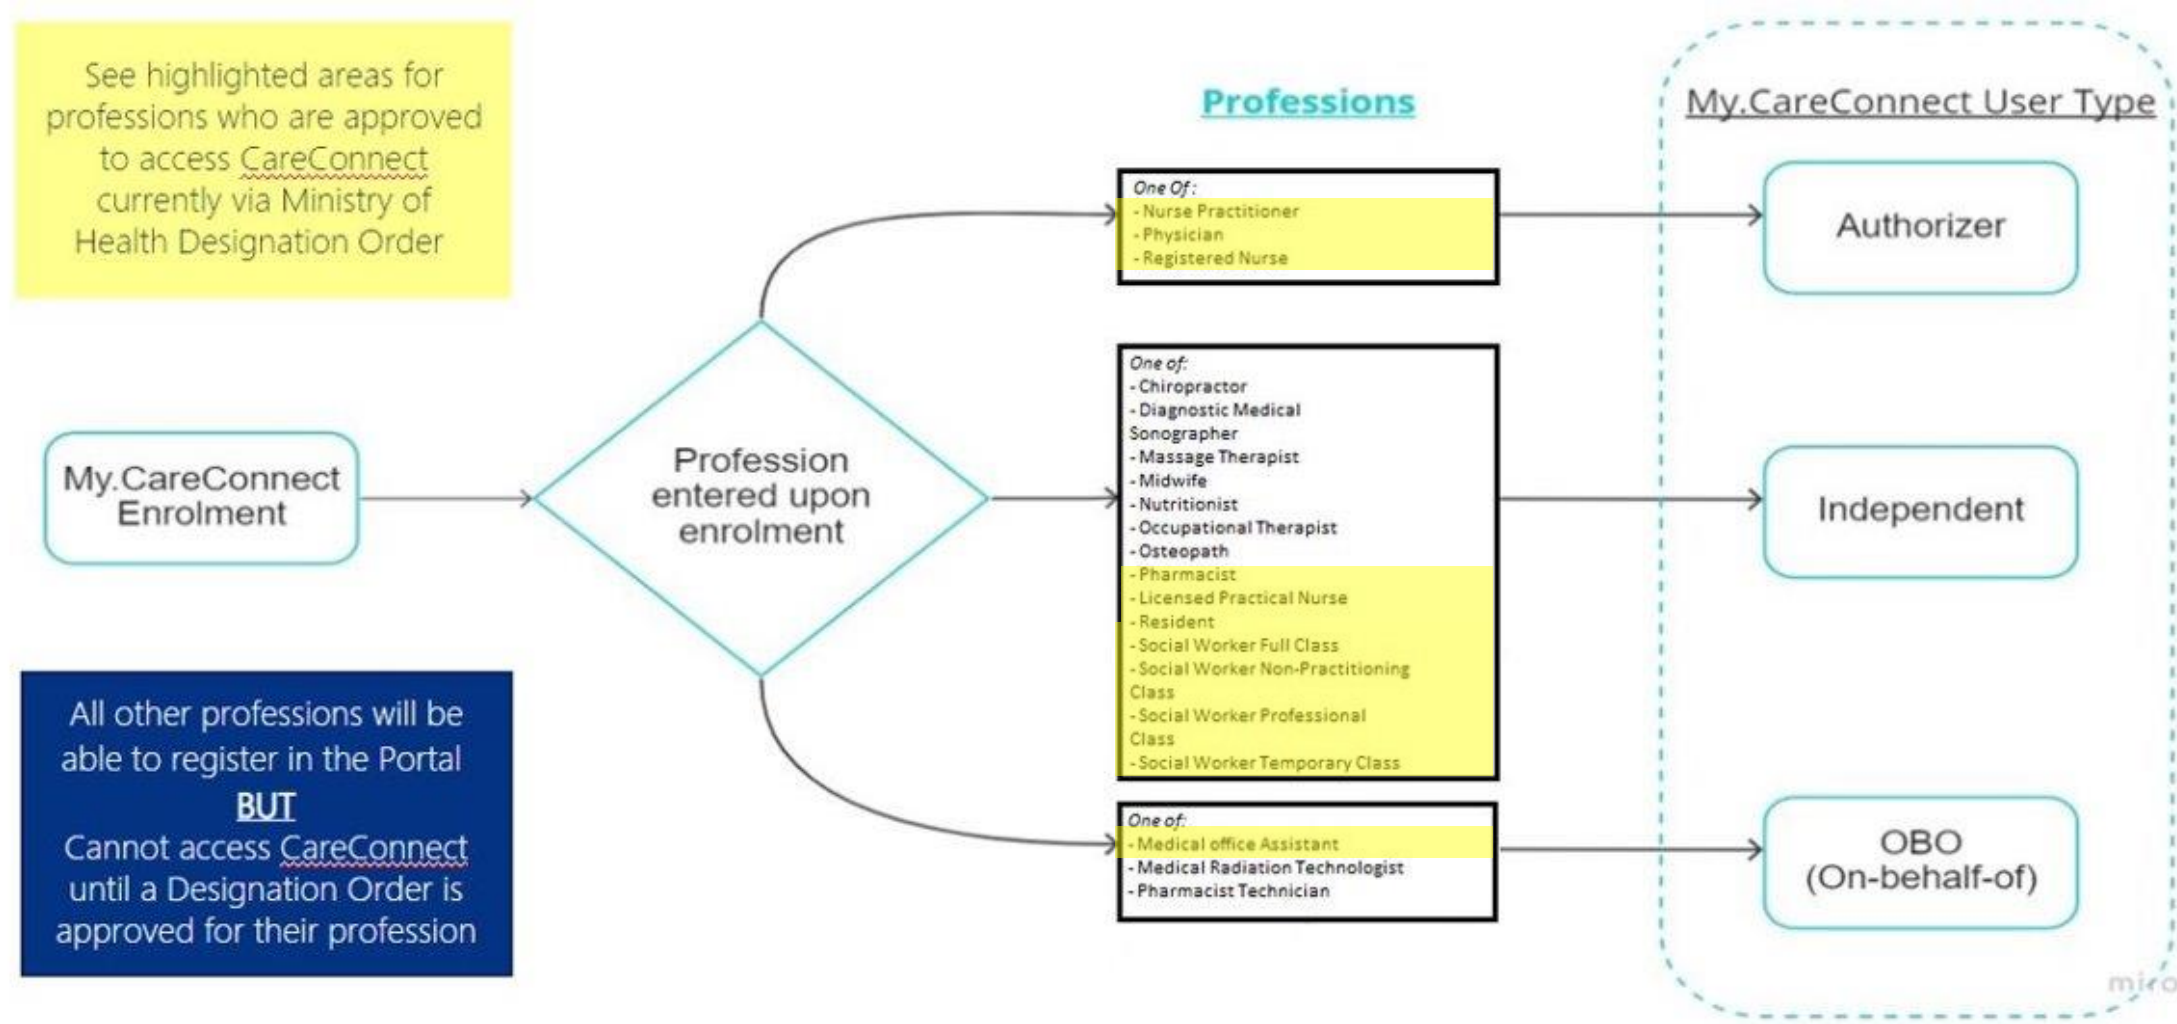 See highlighted areas for
professions who are approved
to access CareConnect
currently via Ministry of
Health Designation Order
My.CareConnect
Enrolment
All other professions will be
able to register in the Portal
BUT
Cannot access CareConnect
until a Designation Order is
approved for their profession
Profession
entered upon
enrolment
Professions
One Of:
- Nurse Practitioner
- Physician
- Registered Nurse
One of:
- Chiropractor
- Diagnostic Medical
Sonographer
- Massage Therapist
- Midwife
- Nutritionist
- Occupational Therapist
- Osteopath
- Pharmacist
- Licensed Practical Nurse
- Resident
- Social Worker Full Class
- Social Worker Non-Practitioning
Class
- Social Worker Professional
Class
- Social Worker Temporary Class
One of:
- Medical office Assistant
- Medical Radiation Technologist
- Pharmacist Technician
My.CareConnect User Type
Authorizer
Independent
OBO
(On-behalf-of)
miro